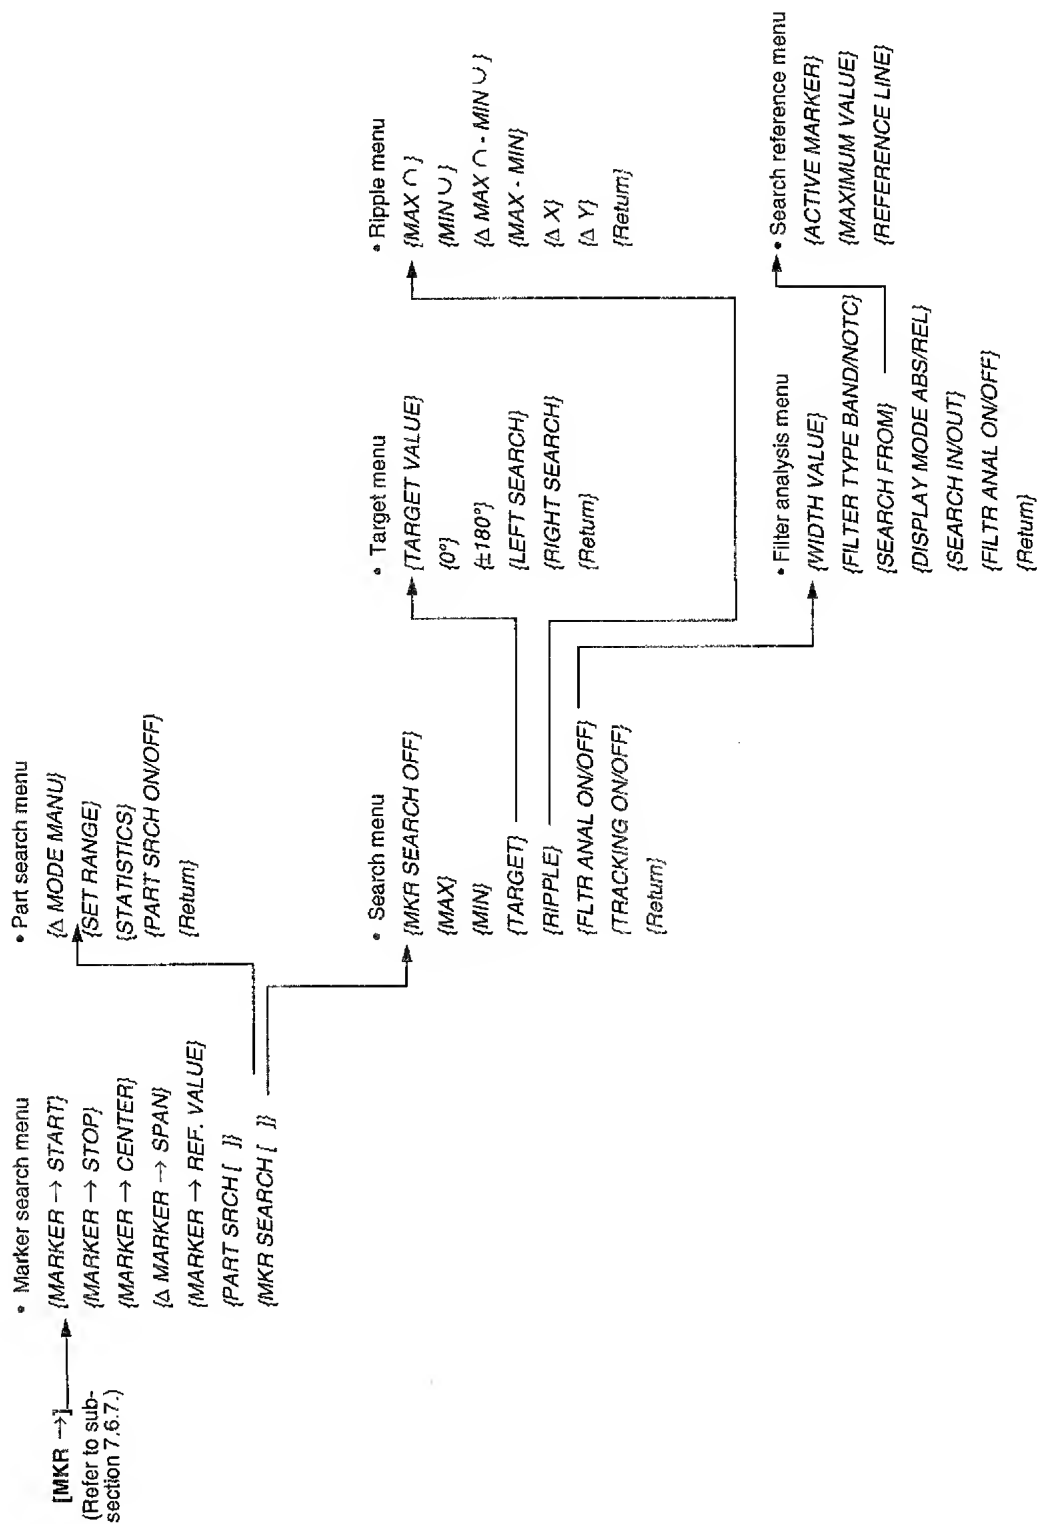 [MKR →]
(Refer to sub-
section 7.6.7.)
• Marker search menu
{MARKER → START}
{MARKER → STOP}
{MARKER → CENTER}
{Δ MARKER → SPAN}
{MARKER → REF. VALUE}
{PART SRCH [ ]}
{MKR SEARCH [ ]}
• Part search menu
{Δ MODE MANU}
{SET RANGE}
{STATISTICS}
{PART SRCH ON/OFF}
{Return}
• Search menu
{MKR SEARCH OFF}
{MAX}
{MIN}
{TARGET}
{RIPPLE}
{FLTR ANAL ON/OFF}
{TRACKING ON/OFF}
{Return}
• Target menu
{TARGET VALUE}
{0°}
{±180°}
{LEFT SEARCH}
{RIGHT SEARCH}
{Return}
• Ripple menu
{MAX ∩}
{MIN ∪}
{Δ MAX ∩ - MIN ∪}
{MAX - MIN}
{Δ X}
{Δ Y}
{Return}
• Filter analysis menu
{WIDTH VALUE}
{FILTER TYPE BAND/NOTC}
{SEARCH FROM}
{DISPLAY MODE ABS/REL}
{SEARCH IN/OUT}
{FILTR ANAL ON/OFF}
{Return}
• Search reference menu
{ACTIVE MARKER}
{MAXIMUM VALUE}
{REFERENCE LINE}